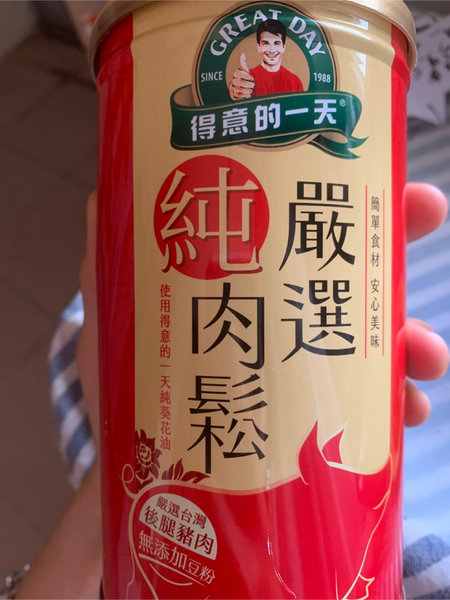 GREAT DAY
SINCE 1988
得意的一天®
簡單食材 安心美味
嚴選
純肉鬆
使用得意的一天純葵花油
嚴選台灣
後腿豬肉
無添加豆粉